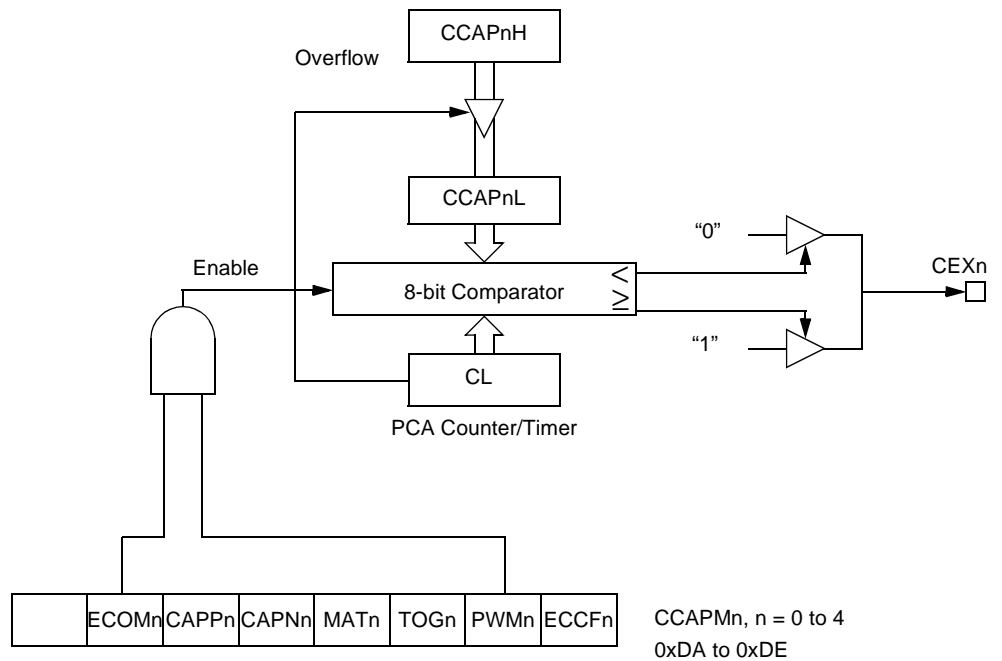 CCAPnH
Overflow
CCAPnL
“0”
Enable
8-bit Comparator
<
≥
CEXn
“1”
CL
PCA Counter/Timer
ECOMn CAPPn CAPNn MATn TOGn PWMn ECCFn
CCAPMn, n = 0 to 4
0xDA to 0xDE